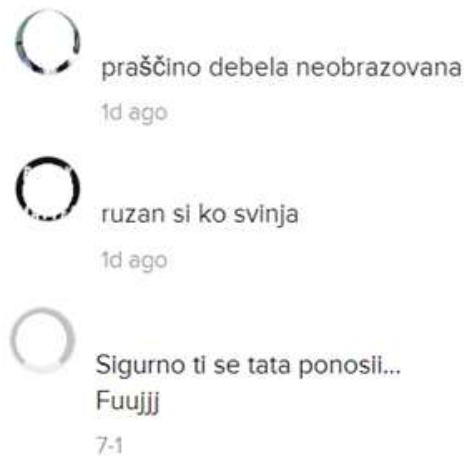 praščino debela neobrazovana
1d ago
ruzan si ko svinja
1d ago
Sigurno ti se tata ponosii...
Fuujjj
7-1